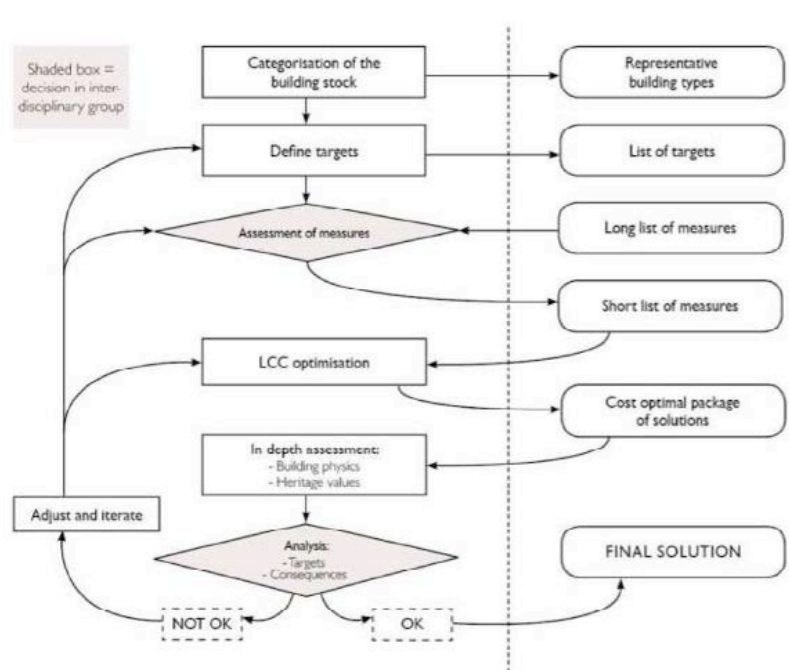 Shaded box =
decision in inter-
disciplinary group
Categorisation of the
building stock
Representative
building types
Define targets
List of targets
Assessment of measures
Long list of measures
Short list of measures
LCC optimisation
Cost optimal package
of solutions
In depth assessment:
- Building physics
- Heritage values
Adjust and iterate
Analysis:
- Targets
- Consequences
FINAL SOLUTION
NOT OK
OK